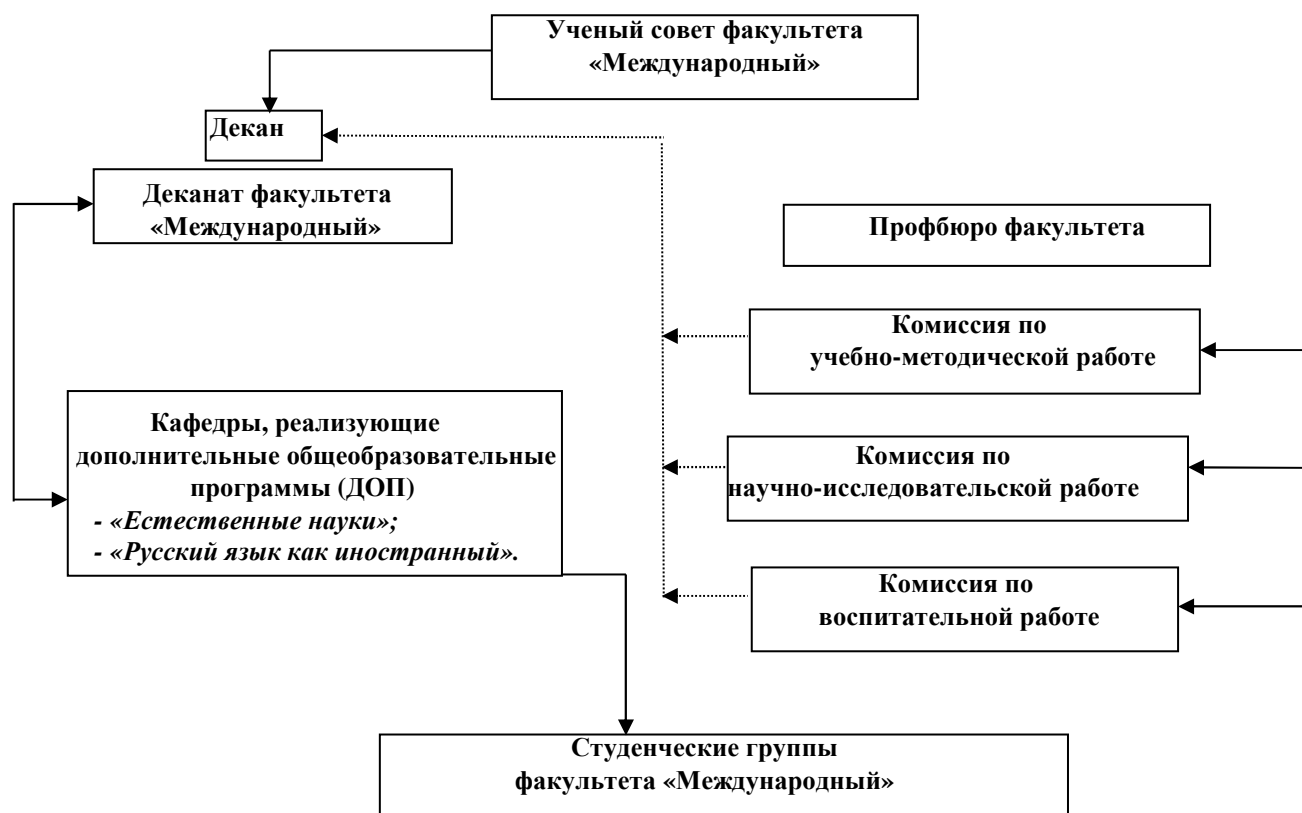 Ученый совет факультета
«Международный»
Декан
Деканат факультета
«Международный»
Профбюро факультета
Комиссия по
учебно-методической работе
Кафедры, реализующие
дополнительные общеобразовательные
программы (ДОП)
- «Естественные науки»;
- «Русский язык как иностранный».
Комиссия по
научно-исследовательской работе
Комиссия по
воспитательной работе
Студенческие группы
факультета «Международный»